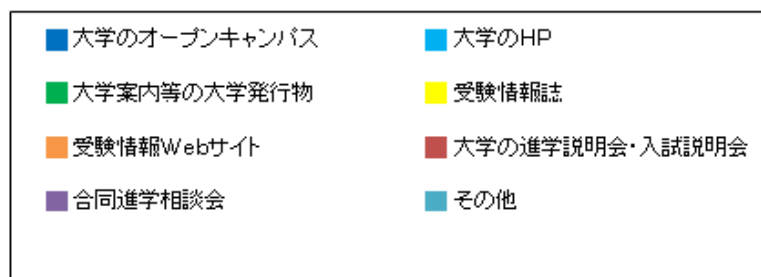 大学のオープンキャンパス
大学のHP
大学案内等の大学発行物
受験情報誌
受験情報Webサイト
大学の進学説明会・入試説明会
合同進学相談会
その他